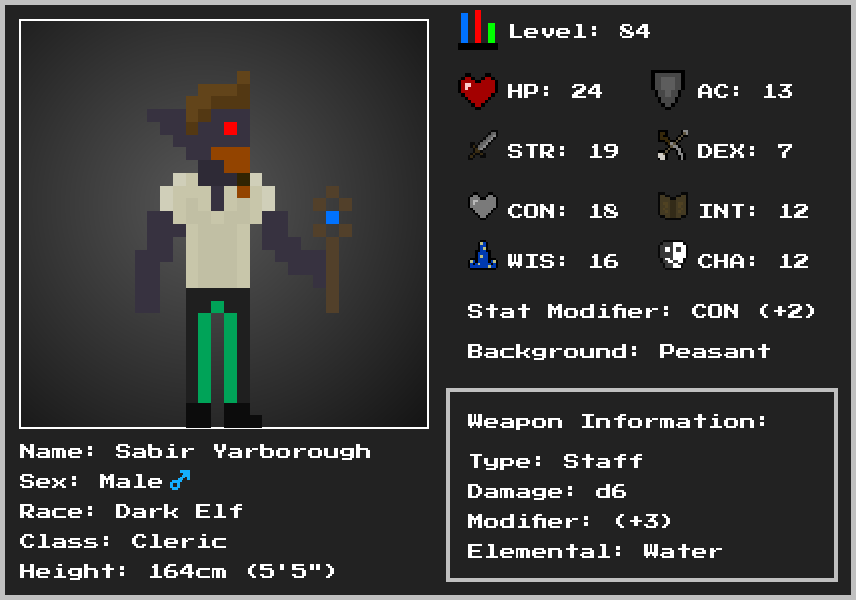 Level: 84
HP: 24 AC: 13
STR: 19 DEX: 7
CON: 18 INT: 12
WIS: 16 CHA: 12
Stat Modifier: CON (+2)
Background: Peasant
Weapon Information:
Type: Staff
Damage: d6
Modifier: (+3)
Elemental: Water
Name: Sabir Yarborough
Sex: Male♂
Race: Dark Elf
Class: Cleric
Height: 164cm (5'5")